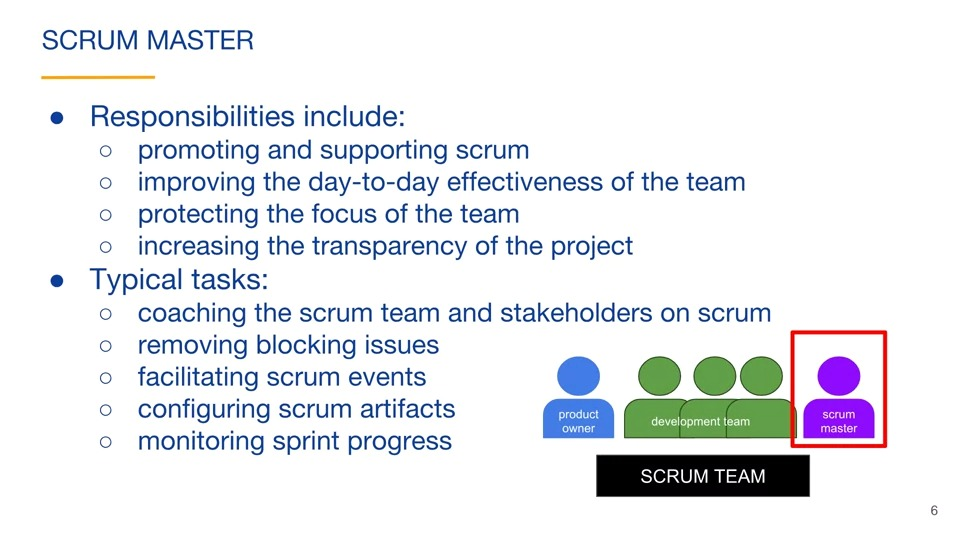 SCRUM MASTER
● Responsibilities include:
○ promoting and supporting scrum
○ improving the day-to-day effectiveness of the team
○ protecting the focus of the team
○ increasing the transparency of the project
● Typical tasks:
○ coaching the scrum team and stakeholders on scrum
○ removing blocking issues
○ facilitating scrum events
○ configuring scrum artifacts
○ monitoring sprint progress
product
owner
development team
scrum
master
SCRUM TEAM
6